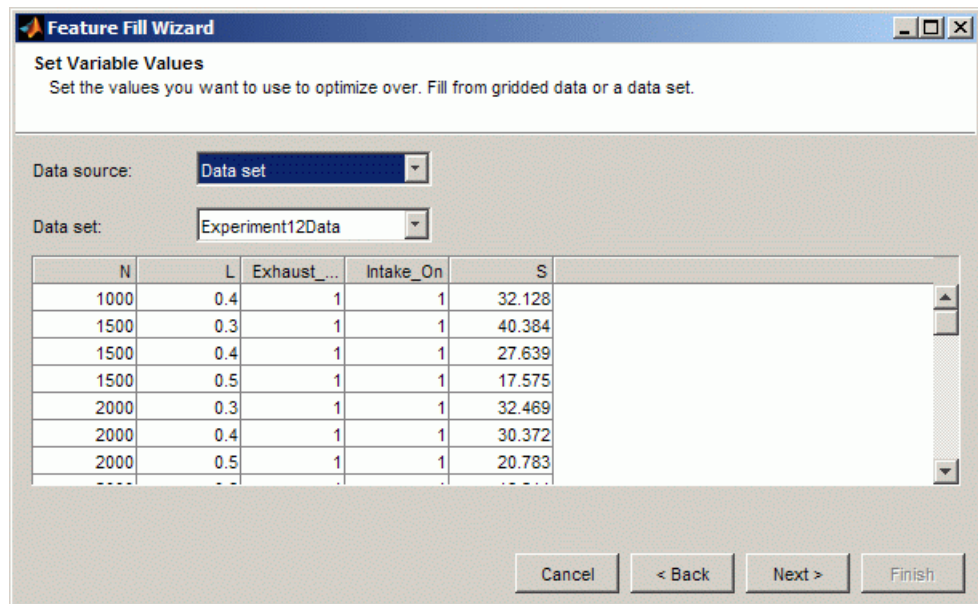 Feature Fill Wizard
Set Variable Values
Set the values you want to use to optimize over. Fill from gridded data or a data set.
Data source: Data set
Data set: Experiment12Data
N L Exhaust_... Intake_On S
1000 0.4 1 1 32.128
1500 0.3 1 1 40.384
1500 0.4 1 1 27.639
1500 0.5 1 1 17.575
2000 0.3 1 1 32.469
2000 0.4 1 1 30.372
2000 0.5 1 1 20.783
Cancel < Back Next > Finish